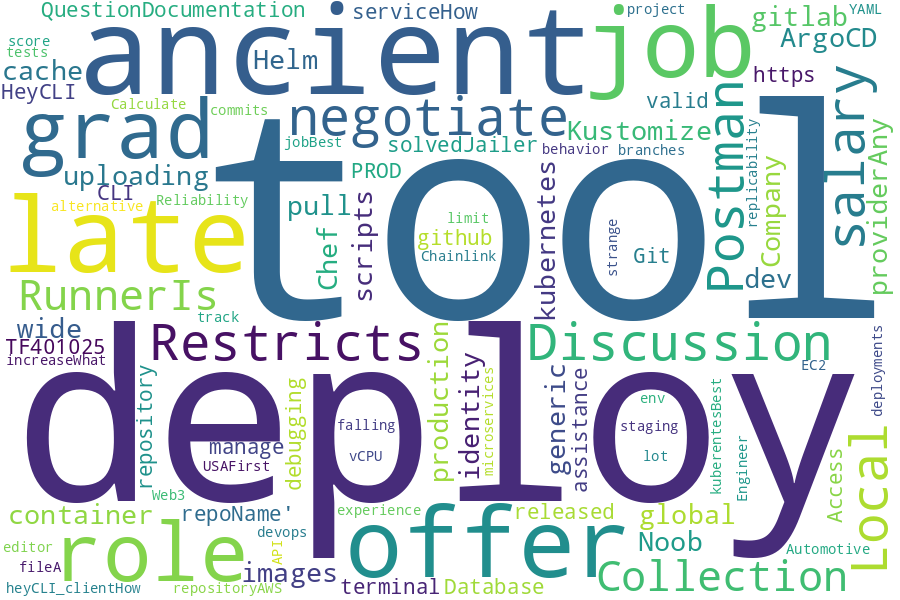 QuestionDocumentation
serviceHow
project
YAML
gitlab
ancient
job
score
tests
Helm
ArgoCD
cache
HeyCLI
https
Calculate
commits
valid
salary
grad
negotiate
Kustomize
Postman
jobBest
solvedJailer
behavior
branches
replicability
providerAny
uploading
PROD
Company
CLI
alternative
Reliability
pull
scripts
kubernetes
tool
late
limit
github
Chainlink
strange
Git
Chef
dev
RunnerIs
track
wide
TF401025
increaseWhat
Restricts
Discussion
EC2
deployments
repository
debugging
production
identity
microservices
generic
assistance
env
staging
lot
kuberentesBest
Engineer
falling
vCPU
manage
USAFirst
deploy
Local
Access
Web3
container
repoName'
experience
released
global
devops
offer
Noob
editor
role
API
Automotive
fileA
images
Collection
heyCLI_clientHow
repositoryAWS
terminal
Database